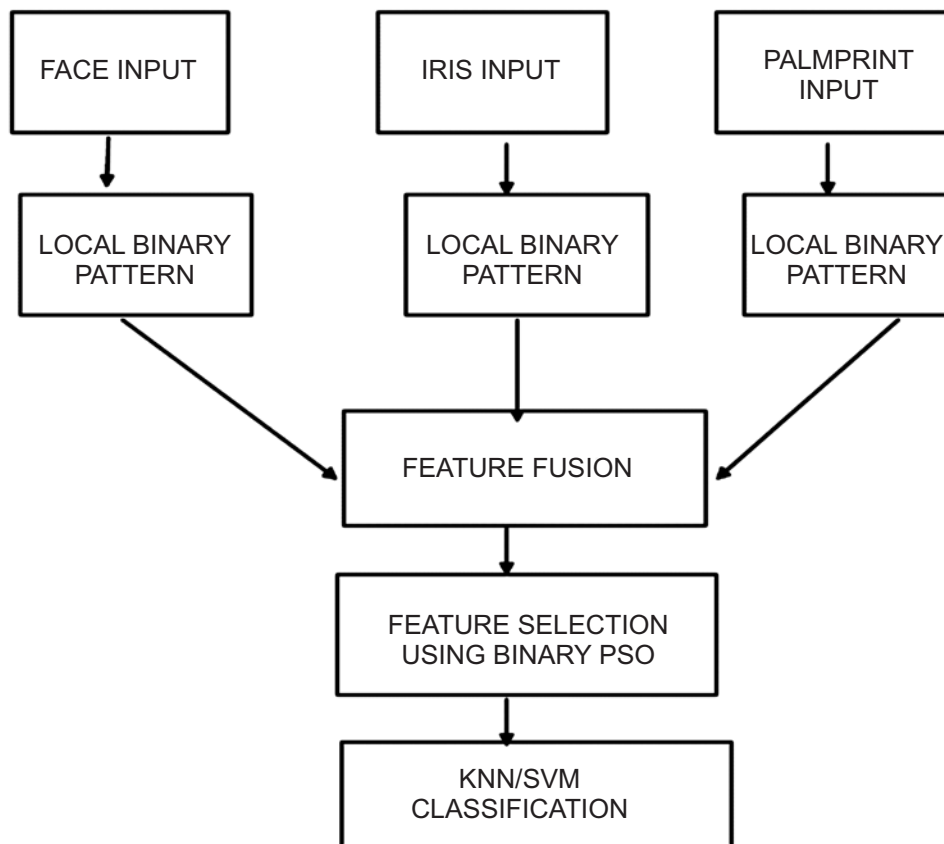 FACE INPUT
IRIS INPUT
PALMPRINT
INPUT
LOCAL BINARY
PATTERN
LOCAL BINARY
PATTERN
LOCAL BINARY
PATTERN
FEATURE FUSION
FEATURE SELECTION
USING BINARY PSO
KNN/SVM
CLASSIFICATION